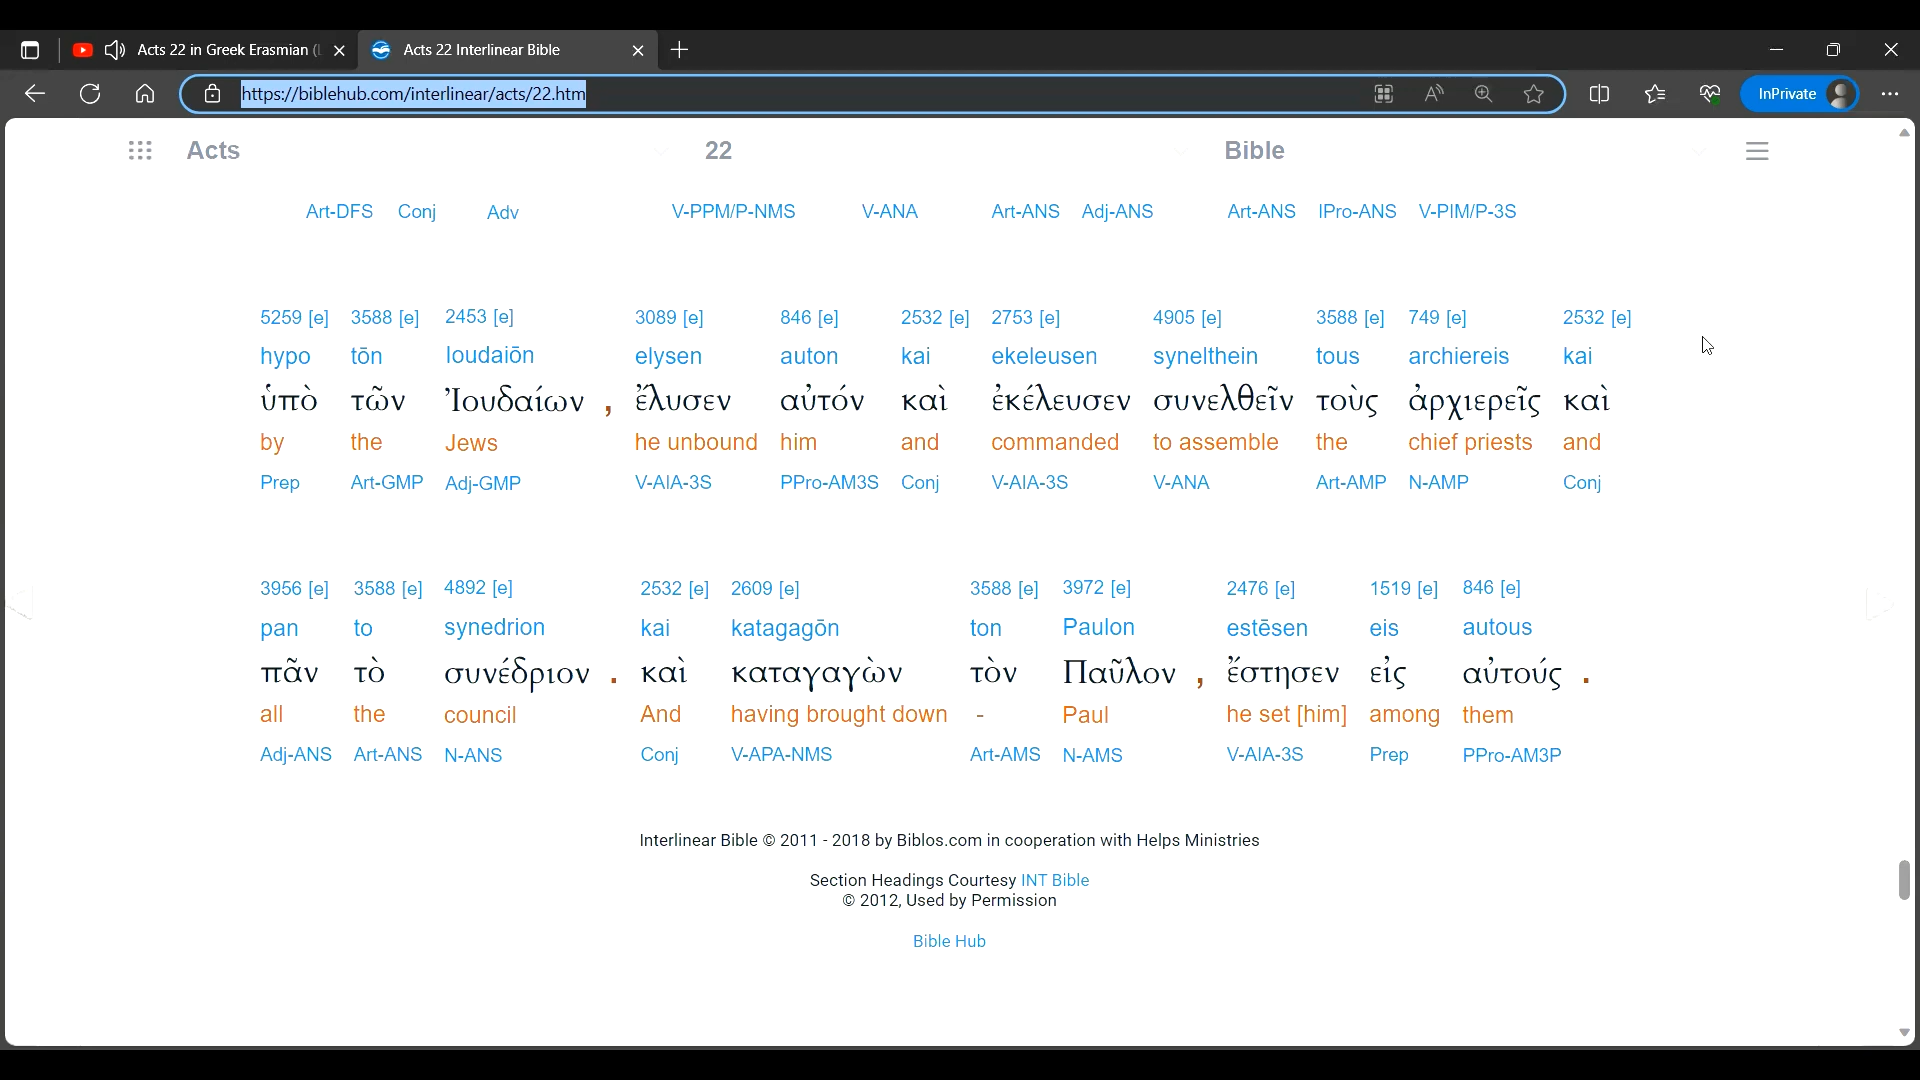 Acts 22 in Greek Erasmian (
Acts 22 Interlinear Bible
https://biblehub.com/interlinear/acts/22.htm
InPrivate
Acts 22 Bible
Art-DFS Conj Adv V-PPM/P-NMS V-ANA Art-ANS Adj-ANS Art-ANS IPro-ANS V-PIM/P-3S
5259 [e] 3588 [e] 2453 [e] 3089 [e] 846 [e] 2532 [e] 2753 [e] 4905 [e] 3588 [e] 749 [e] 2532 [e]
hypo tōn Ioudaiōn elysen auton kai ekeleusen synelthein tous archiereis kai
ὑπὸ τῶν Ἰουδαίων , ἔλυσεν αὐτόν καὶ ἐκέλευσεν συνελθεῖν τοὺς ἀρχιερεῖς καὶ
by the Jews he unbound him and commanded to assemble the chief priests and
Prep Art-GMP Adj-GMP V-AIA-3S PPro-AM3S Conj V-AIA-3S V-ANA Art-AMP N-AMP Conj
3956 [e] 3588 [e] 4892 [e] 2532 [e] 2609 [e] 3588 [e] 3972 [e] 2476 [e] 1519 [e] 846 [e]
pan to synedrion kai katagagōn ton Paulon estēsen eis autous
πᾶν τὸ συνέδριον . καὶ καταγαγὼν τὸν Παῦλον , ἔστησεν εἰς αὐτούς .
all the council And having brought down - Paul he set [him] among them
Adj-ANS Art-ANS N-ANS Conj V-APA-NMS Art-AMS N-AMS V-AIA-3S Prep PPro-AM3P
Interlinear Bible © 2011 - 2018 by Biblos.com in cooperation with Helps Ministries
Section Headings Courtesy INT Bible
© 2012, Used by Permission
Bible Hub